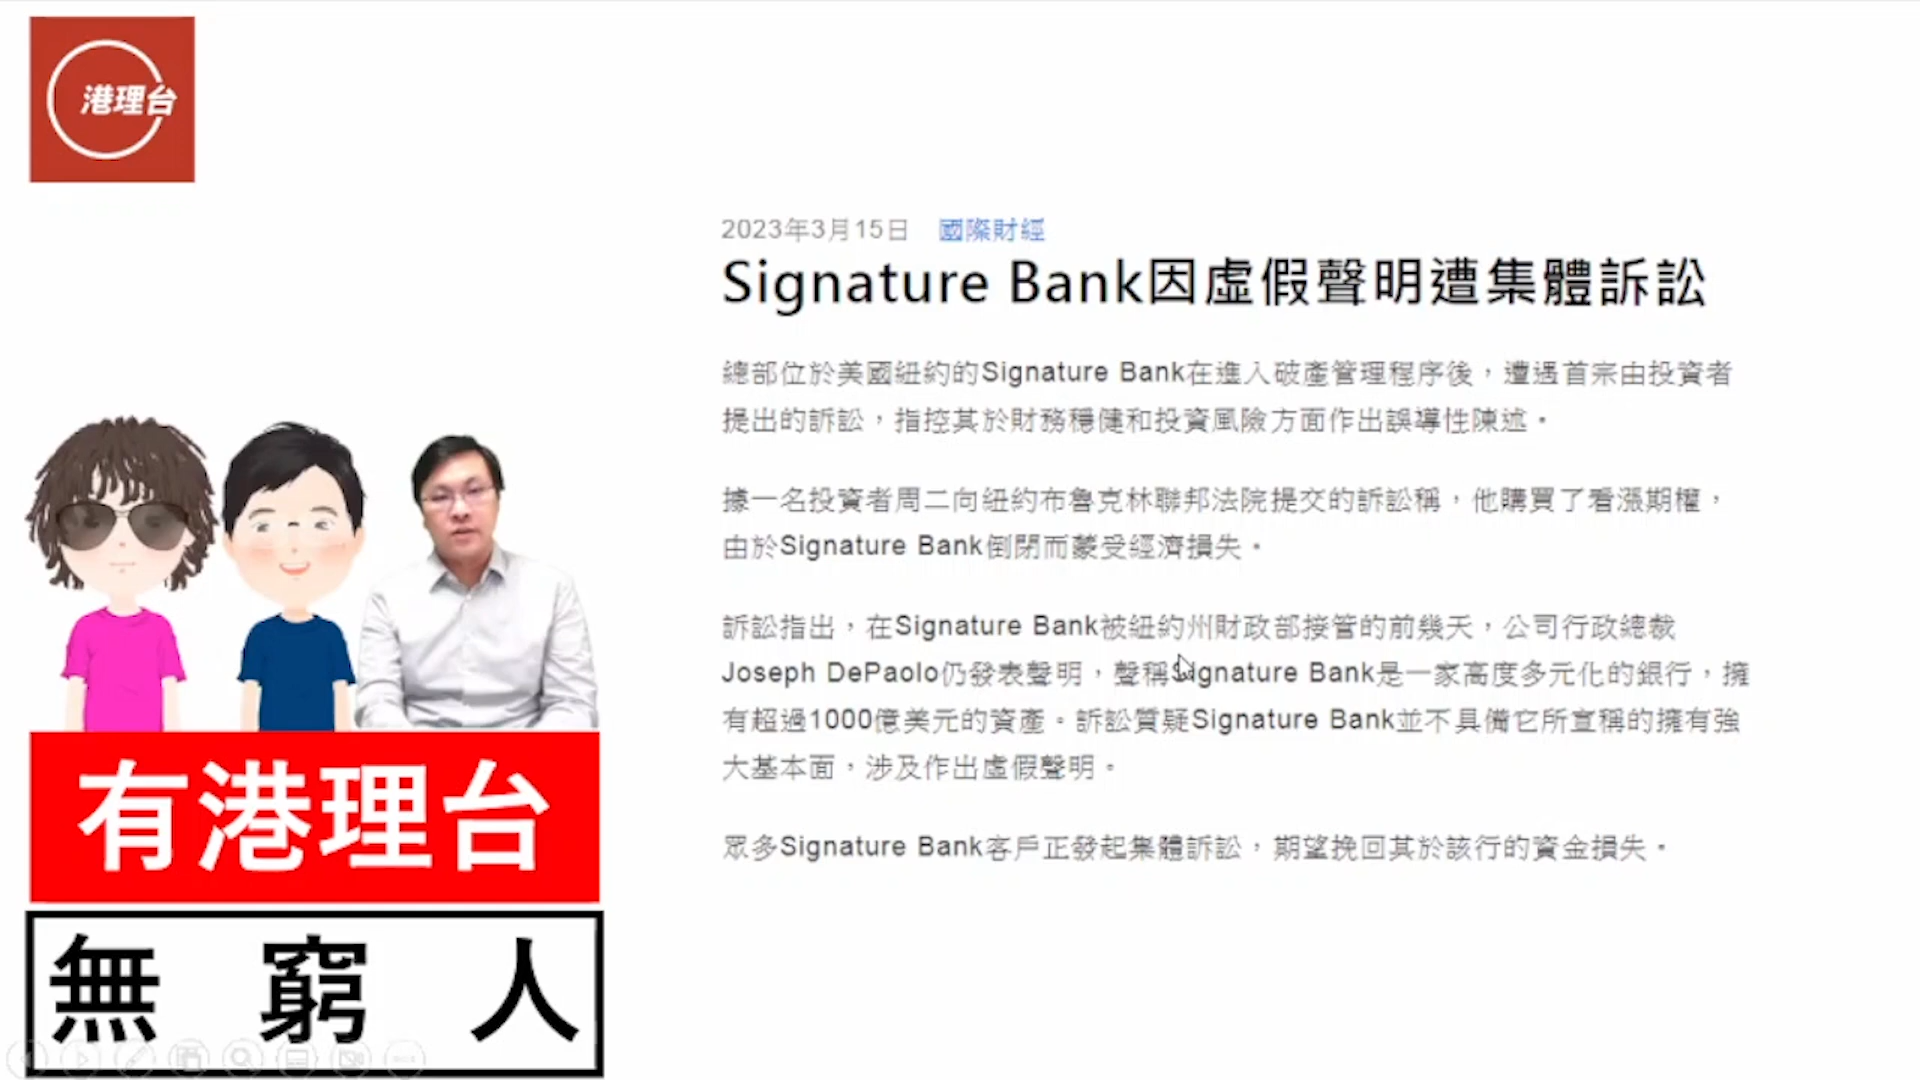 港理台
2023年3月15日 國際財經
Signature Bank因虛假聲明遭集體訴訟
總部位於美國紐約的Signature Bank在進入破產管理程序後，遭遇首宗由投資者
提出的訴訟，指控其於財務穩健和投資風險方面作出誤導性陳述。
據一名投資者周二向紐約布魯克林聯邦法院提交的訴訟稱，他購買了看漲期權，
由於Signature Bank倒閉而蒙受經濟損失。
訴訟指出，在Signature Bank被紐約州財政部接管的前幾天，公司行政總裁
Joseph DePaolo仍發表聲明，聲稱Signature Bank是一家高度多元化的銀行，擁
有超過1000億美元的資產。訴訟質疑Signature Bank並不具備它所宣稱的擁有強
大基本面，涉及作出虛假聲明。
眾多Signature Bank客戶正發起集體訴訟，期望挽回其於該行的資金損失。
有港理台
無窮人